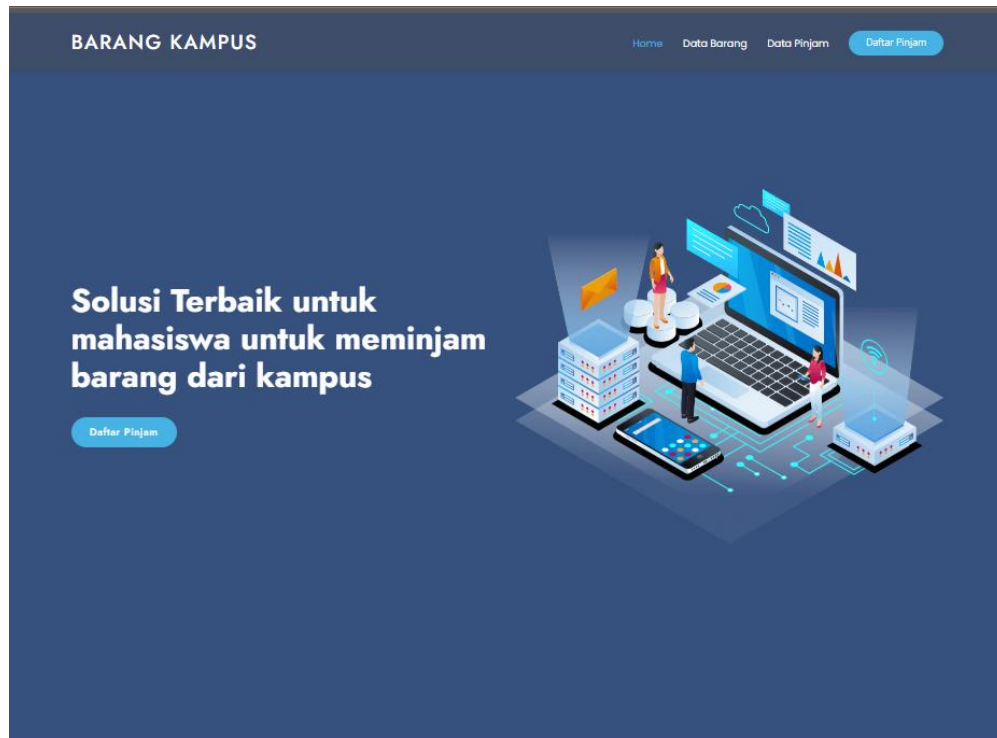 BARANG KAMPUS
Home
Data Barang
Data Pinjam
Daftar Pinjam
Solusi Terbaik untuk
mahasiswa untuk meminjam
barang dari kampus
Daftar Pinjam